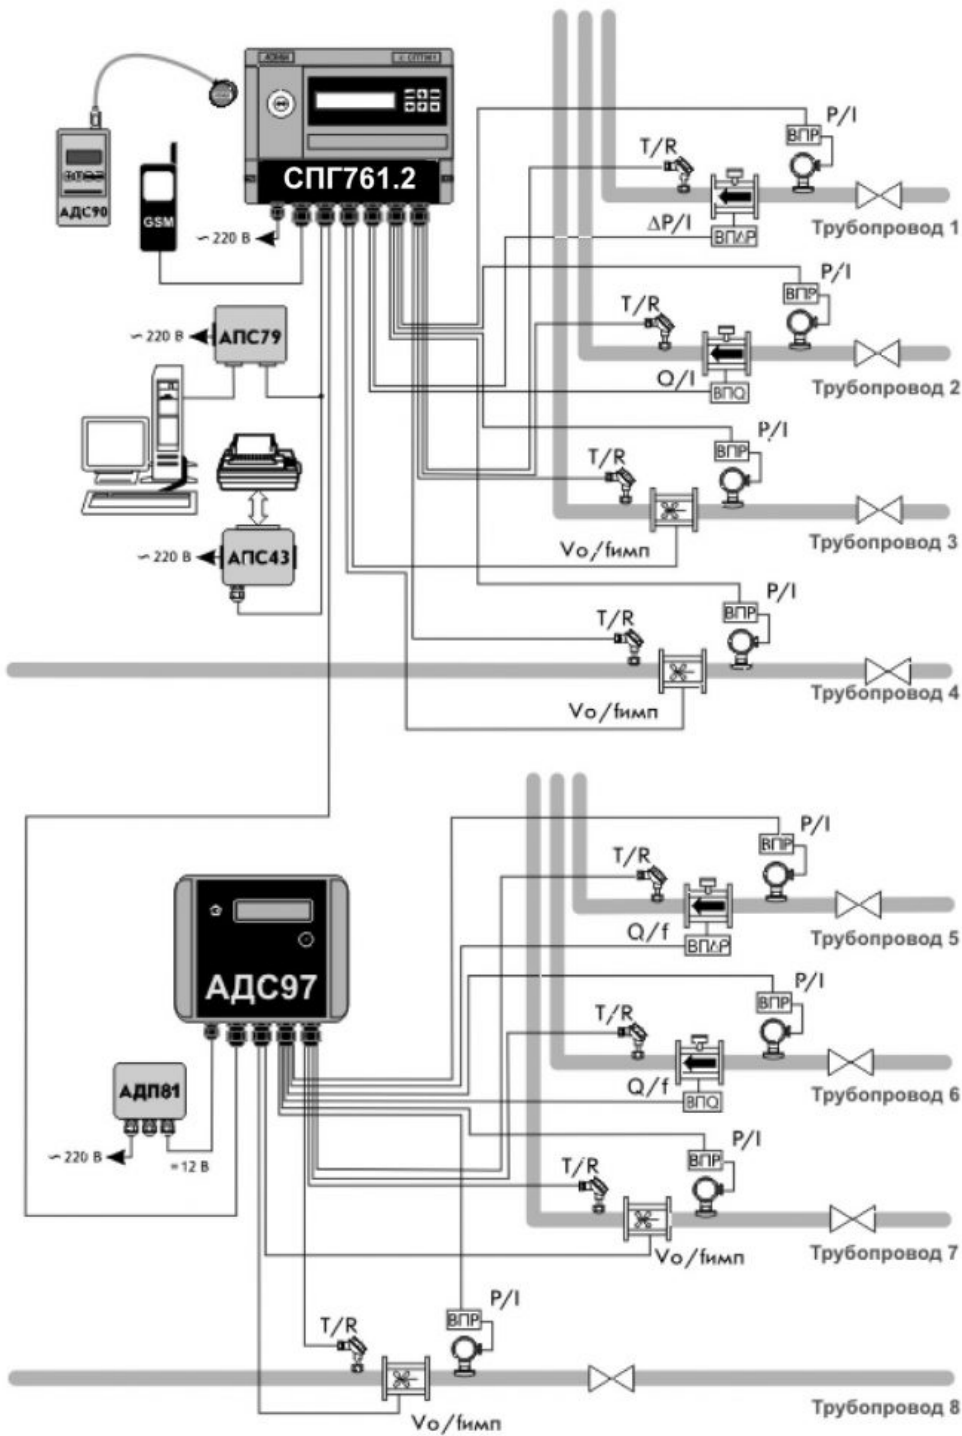 СПГ761.2
АДС90
GSM
~ 220 В
P/I
ВПР
T/R
Трубопровод 1
ΔP/I
ВПΔР
P/I
ВПР
T/R
~ 220 В
АПС79
Трубопровод 2
Q/I
ВПQ
P/I
ВПР
T/R
Трубопровод 3
Vo/fимп
~ 220 В
АПС43
P/I
ВПР
T/R
Трубопровод 4
Vo/fимп
P/I
ВПР
T/R
Трубопровод 5
Q/f
ВПΔР
АДС97
P/I
ВПР
T/R
Трубопровод 6
Q/f
ВПQ
АДП81
~ 220 В
=12 В
P/I
ВПР
T/R
Трубопровод 7
Vo/fимп
P/I
ВПР
T/R
Трубопровод 8
Vo/fимп